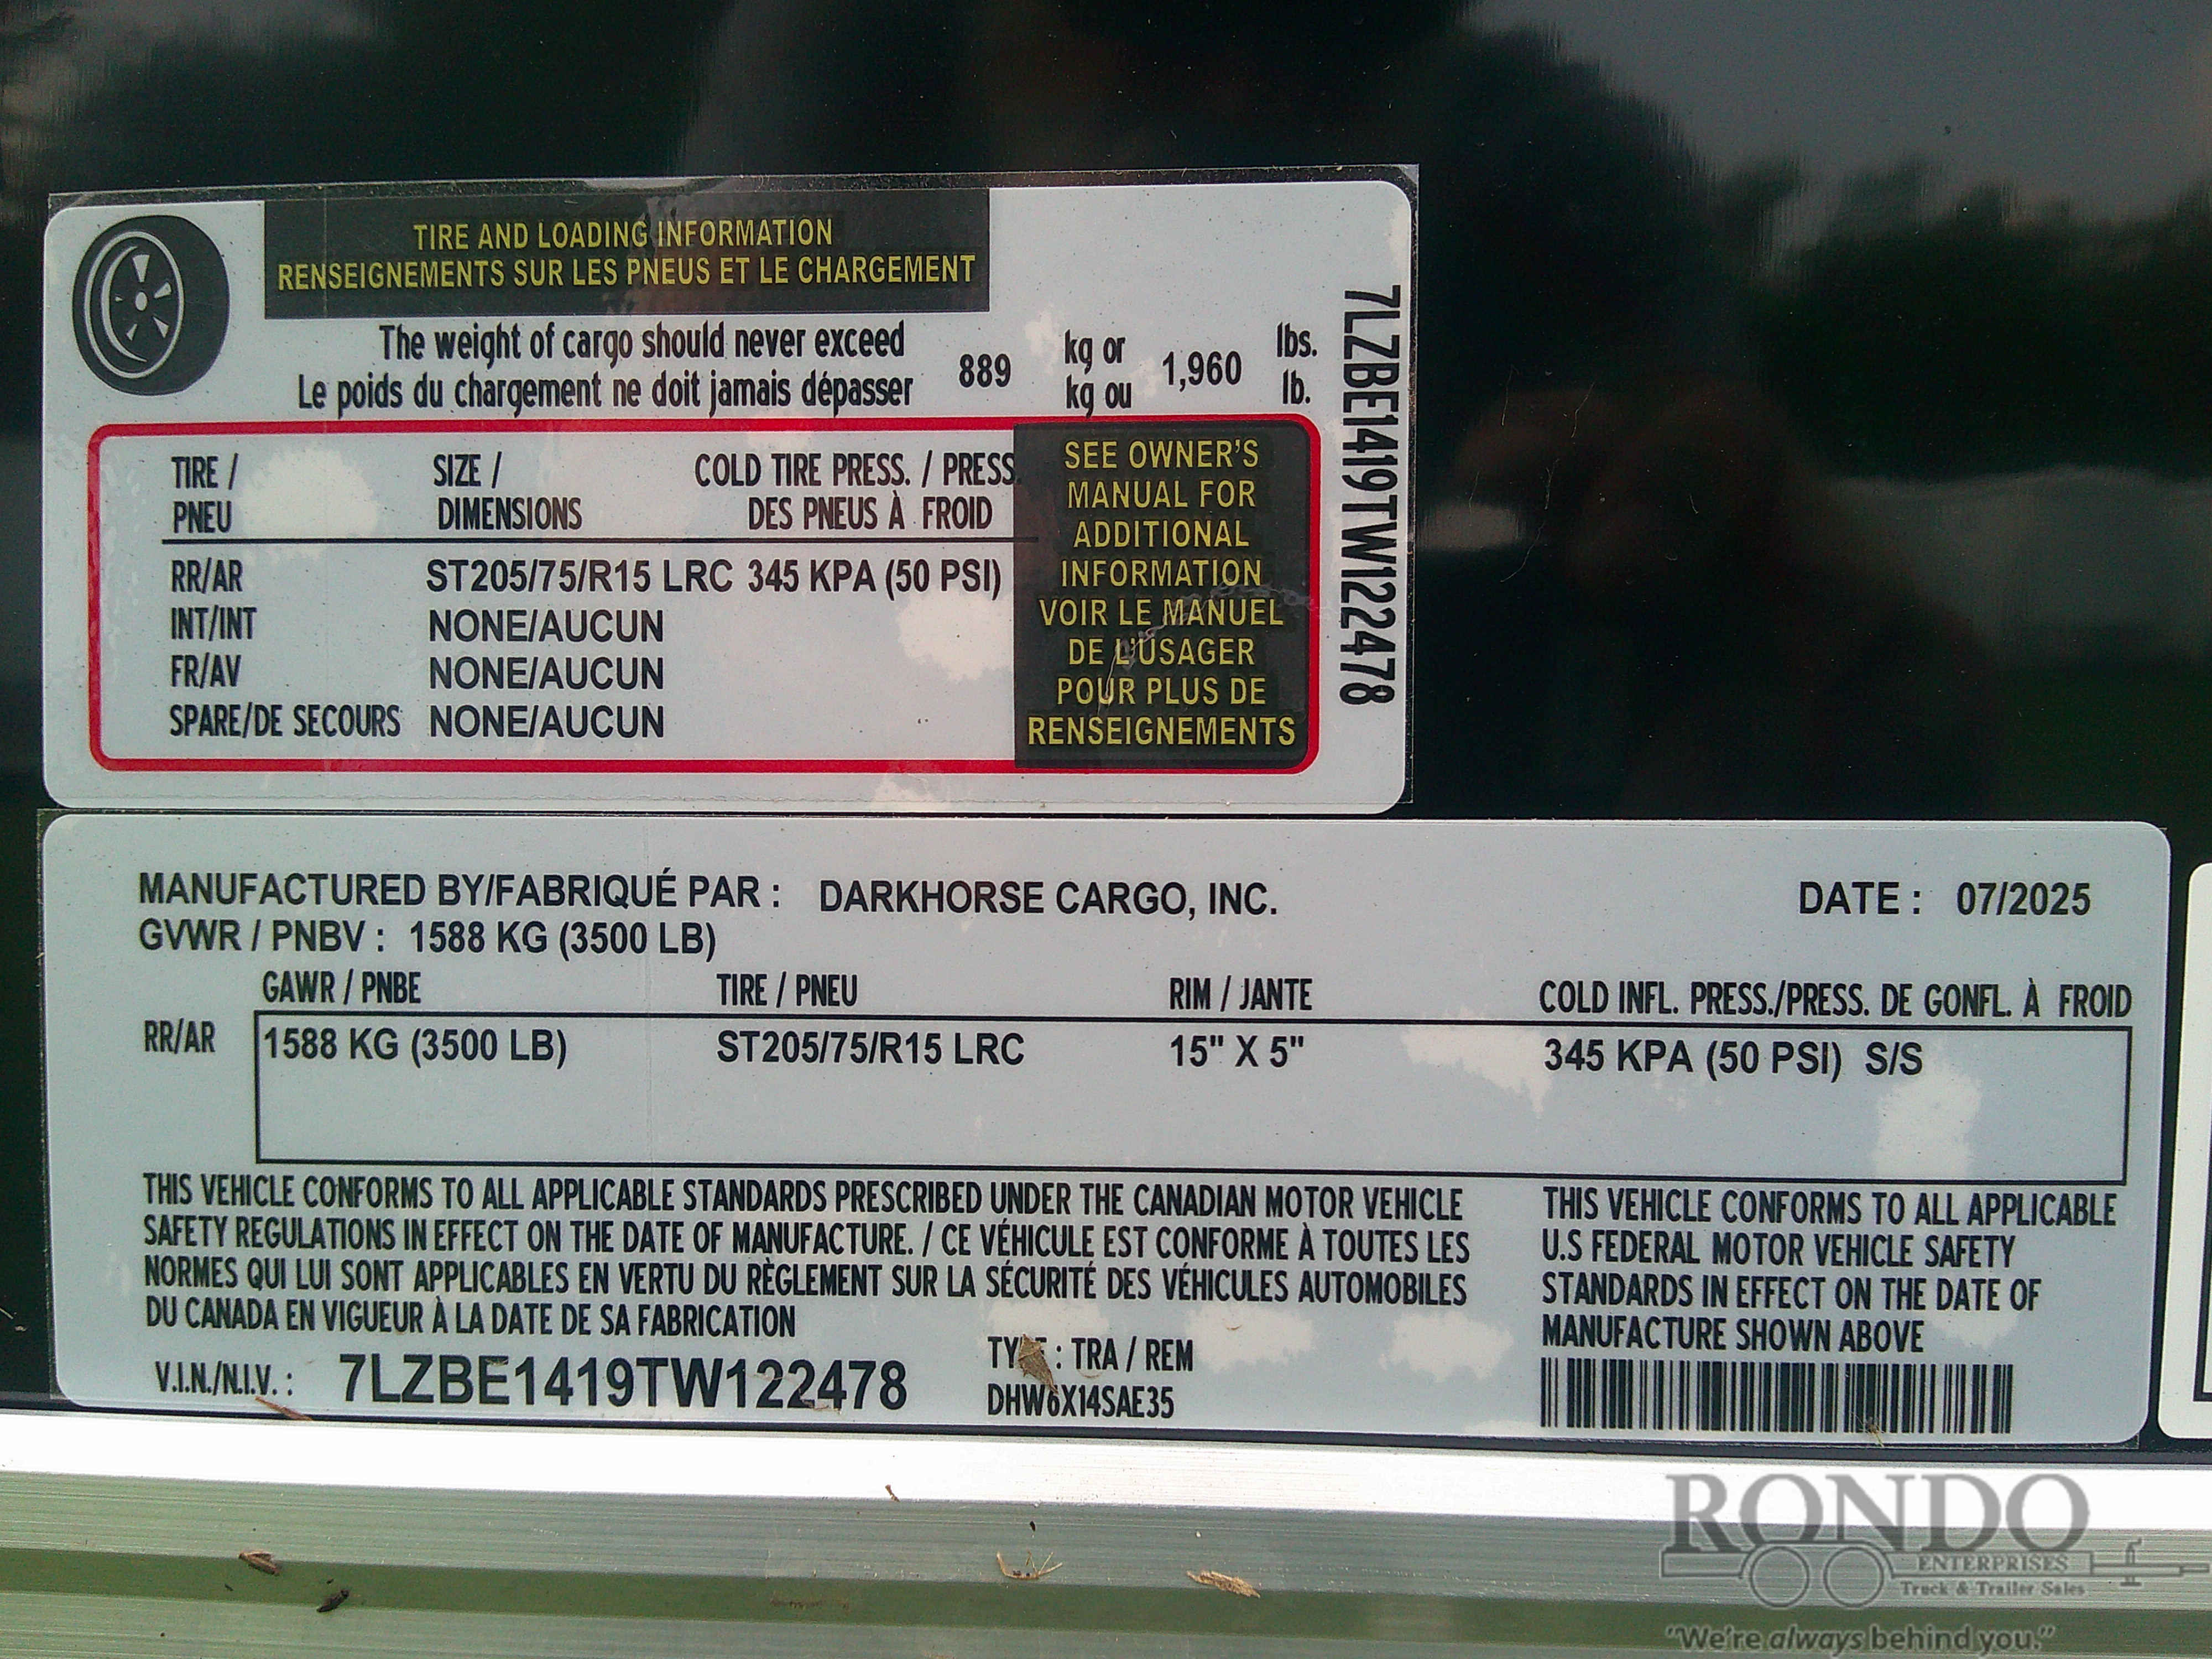 TIRE AND LOADING INFORMATION
RENSEIGNEMENTS SUR LES PNEUS ET LE CHARGEMENT
The weight of cargo should never exceed 889 kg or 1,960 lbs.
Le poids du chargement ne doit jamais dépasser kg ou lb.
TIRE / SIZE / COLD TIRE PRESS. / PRESS.
PNEU DIMENSIONS DES PNEUS À FROID
RR/AR ST205/75/R15 LRC 345 KPA (50 PSI)
INT/INT NONE/AUCUN
FR/AV NONE/AUCUN
SPARE/DE SECOURS NONE/AUCUN
SEE OWNER'S
MANUAL FOR
ADDITIONAL
INFORMATION
VOIR LE MANUEL
DE L'USAGER
POUR PLUS DE
RENSEIGNEMENTS
7LZBE1419TW122478
MANUFACTURED BY/FABRIQUÉ PAR : DARKHORSE CARGO, INC. DATE : 07/2025
GVWR / PNBV : 1588 KG (3500 LB)
GAWR / PNBE TIRE / PNEU RIM / JANTE COLD INFL. PRESS./PRESS. DE GONFL. À FROID
RR/AR 1588 KG (3500 LB) ST205/75/R15 LRC 15" X 5" 345 KPA (50 PSI) S/S
THIS VEHICLE CONFORMS TO ALL APPLICABLE STANDARDS PRESCRIBED UNDER THE CANADIAN MOTOR VEHICLE
SAFETY REGULATIONS IN EFFECT ON THE DATE OF MANUFACTURE. / CE VÉHICULE EST CONFORME À TOUTES LES
NORMES QUI LUI SONT APPLICABLES EN VERTU DU RÈGLEMENT SUR LA SÉCURITÉ DES VÉHICULES AUTOMOBILES
DU CANADA EN VIGUEUR À LA DATE DE SA FABRICATION
THIS VEHICLE CONFORMS TO ALL APPLICABLE
U.S FEDERAL MOTOR VEHICLE SAFETY
STANDARDS IN EFFECT ON THE DATE OF
MANUFACTURE SHOWN ABOVE
V.I.N./N.I.V. : 7LZBE1419TW122478
TYPE : TRA / REM
DHW6X14SAE35
RONDO
ENTERPRISES
Truck & Trailer Sales
"We're always behind you."